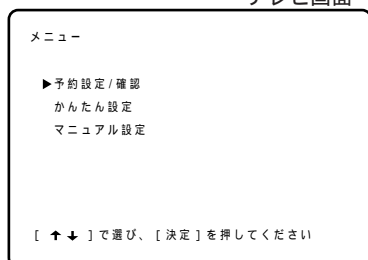 テレビ画面
メニュー
▶予約設定/確認
かんたん設定
マニュアル設定
[ ↑↓ ]で選び、[決定]を押してください